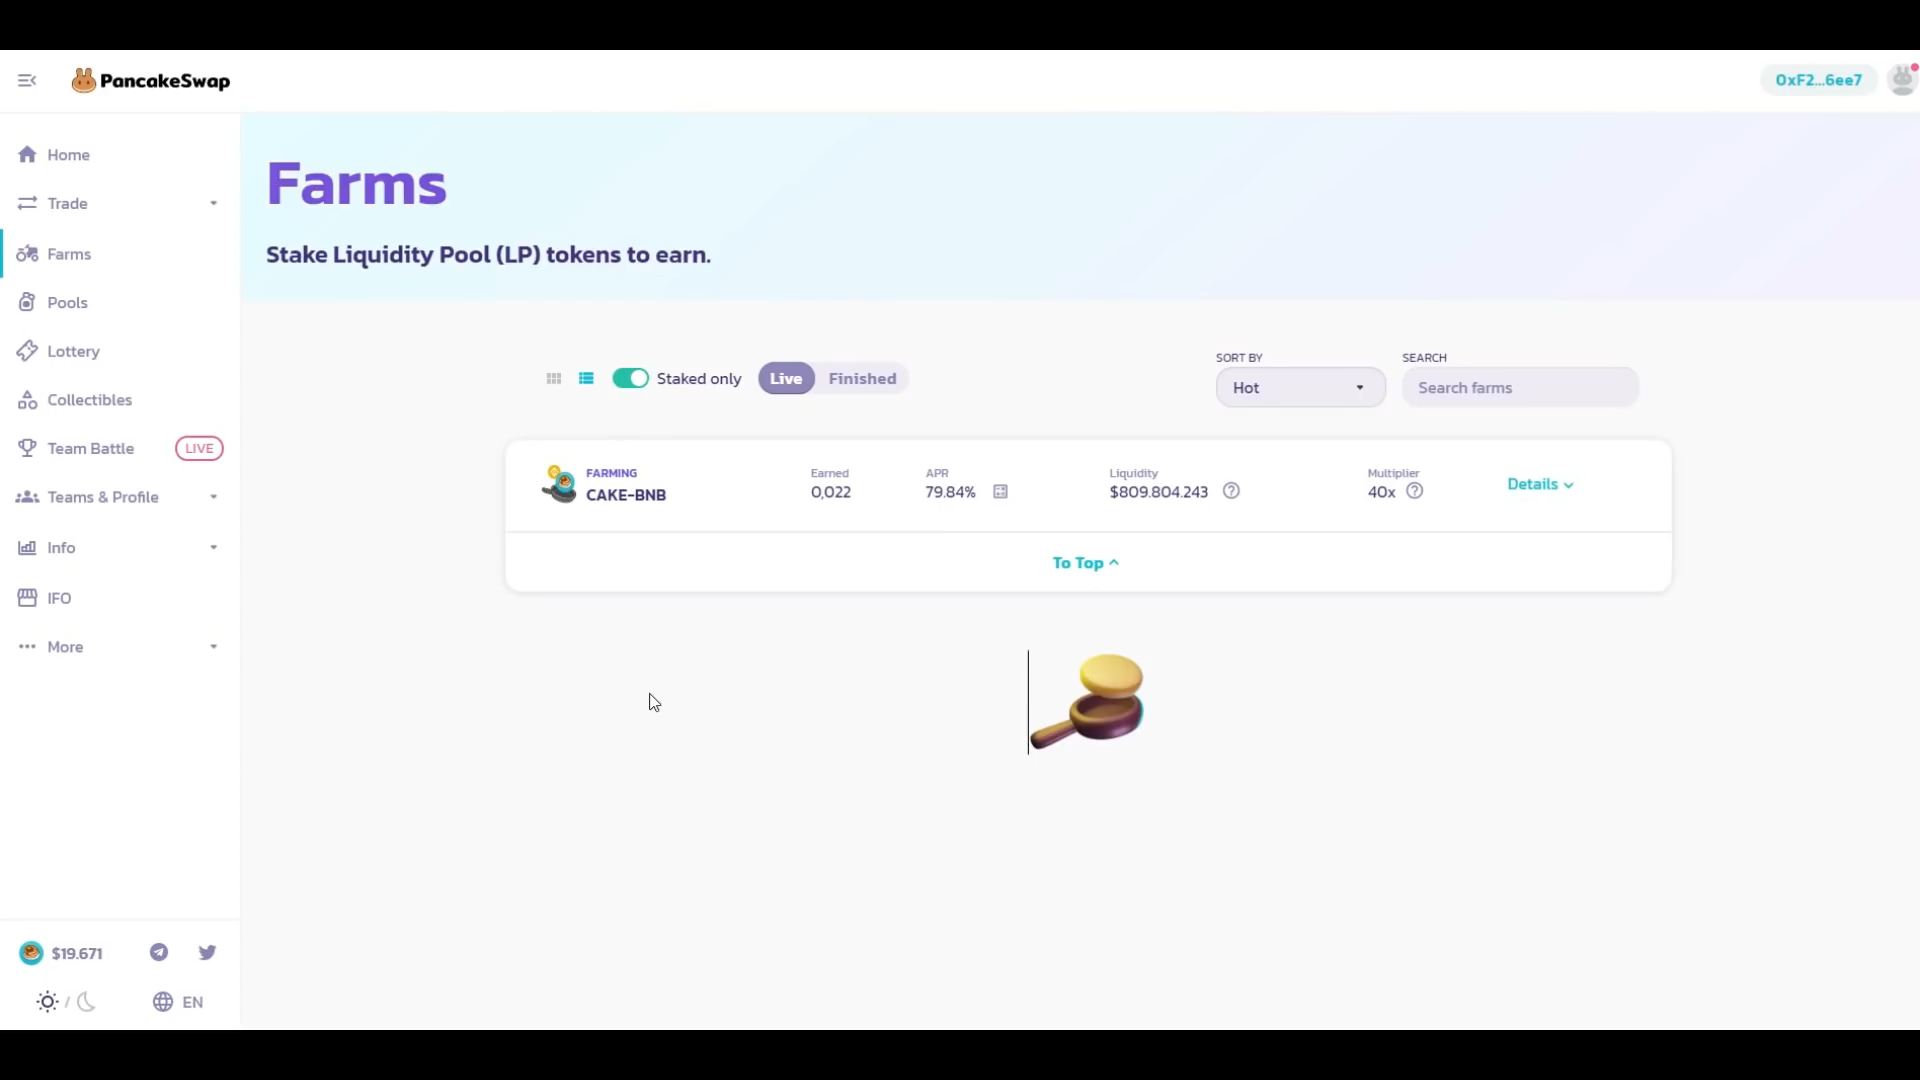 PancakeSwap
0xF2...6ee7
Home
Trade
Farms
Pools
Lottery
Collectibles
Team Battle LIVE
Teams & Profile
Info
IFO
More
$19.671
EN
Farms
Stake Liquidity Pool (LP) tokens to earn.
Staked only Live Finished
SORT BY
Hot
SEARCH
Search farms
FARMING
CAKE-BNB
Earned
0,022
APR
79.84%
Liquidity
$809.804.243
Multiplier
40x
Details
To Top